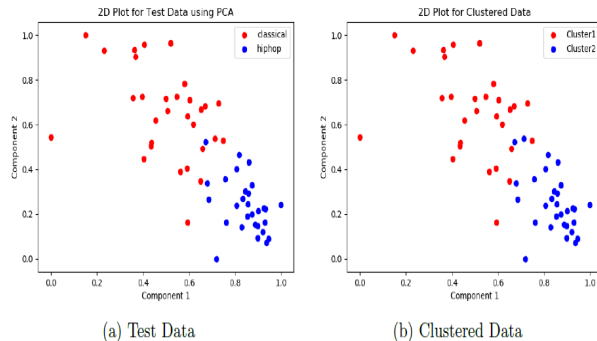 2D Plot for Test Data using PCA
classical
hiphop
1.0
0.8
0.6
0.4
0.2
0.0
Component 2
0.0 0.2 0.4 0.6 0.8 1.0
Component 1
(a) Test Data
2D Plot for Clustered Data
Cluster1
Cluster2
1.0
0.8
0.6
0.4
0.2
0.0
Component 2
0.0 0.2 0.4 0.6 0.8 1.0
Component 1
(b) Clustered Data